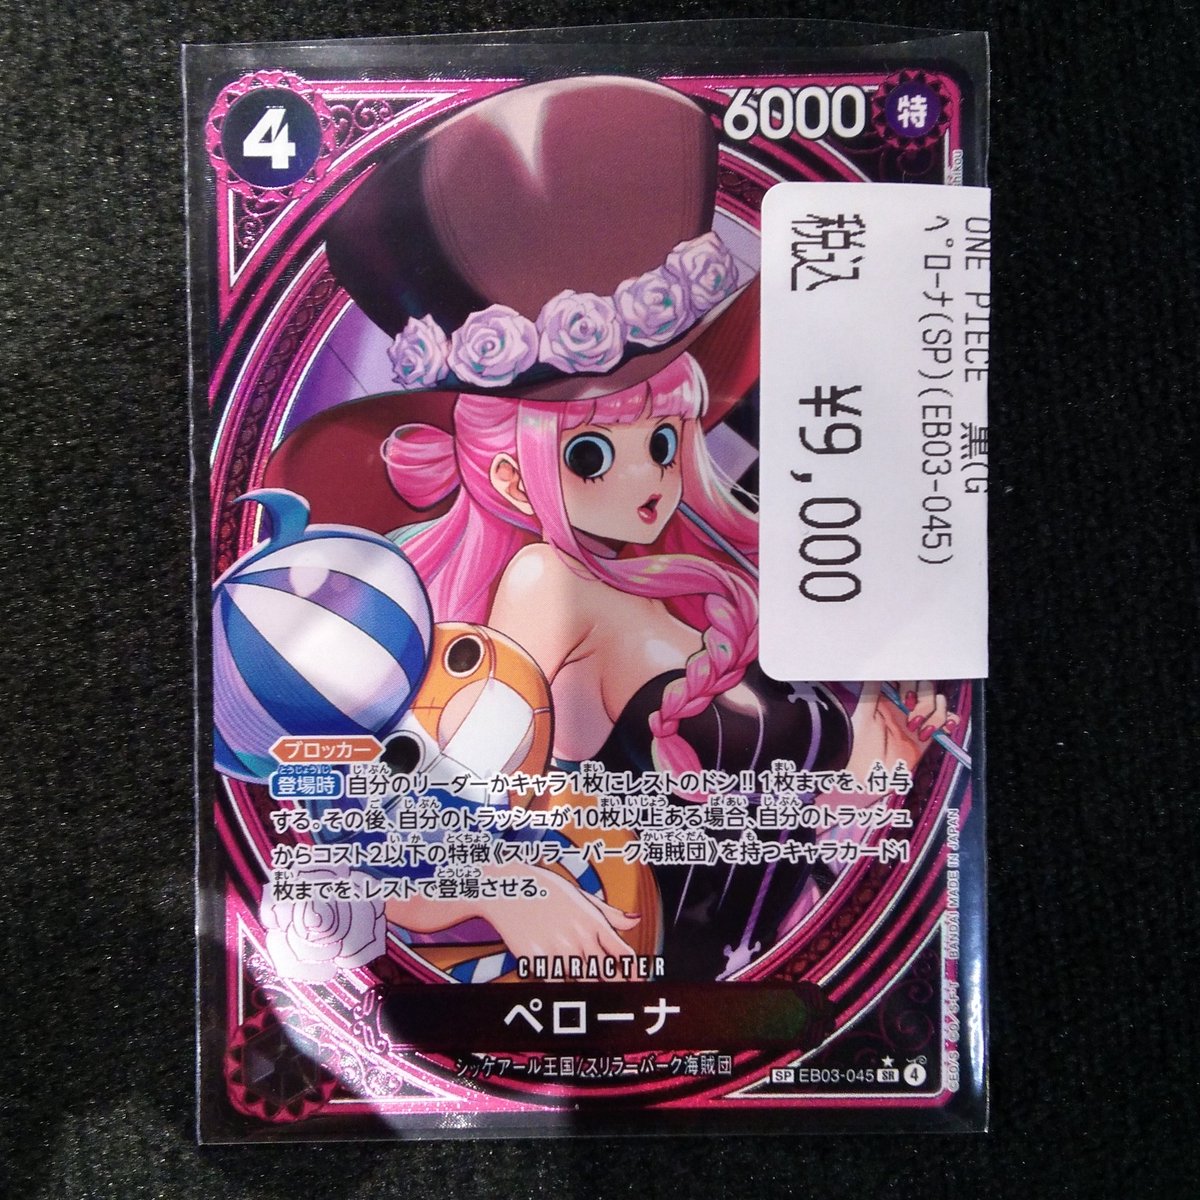 4
6000
特
hikou
ONE PIECE 黒(G
ペローナ(SP)(EB03-045)
税込 ¥9,000
ブロッカー
登場時 自分のリーダーかキャラ1枚にレストのドン!!1枚までを、付与
する。その後、自分のトラッシュが10枚以上ある場合、自分のトラッシュ
からコスト2以下の特徴《スリラーバーク海賊団》を持つキャラカード1
枚までを、レストで登場させる。
CHARACTER
ペローナ
シッケアール王国/スリラーバーク海賊団
SP EB03-045 SR 4
BANDAI MADE IN JAPAN